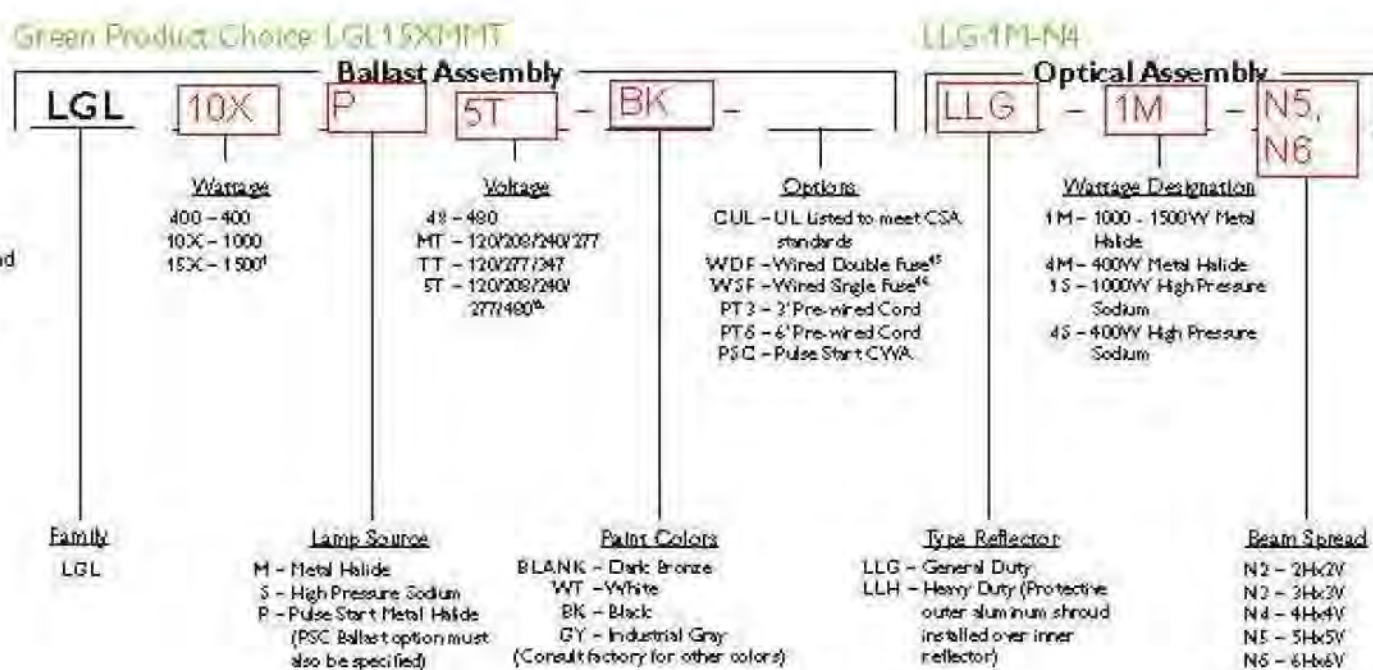 Green Product Choice LGL15XMMT
LLG-1M-N4
Ballast Assembly
Optical Assembly
LGL 10X P 5T - BK -
LLG - 1M - N5,
N6
Wattage
400 – 400
10X – 1000
15X – 1500
Voltage
48 – 480
MT – 120/208/240/277
TT – 120/277/347
5T – 120/208/240/
277/480
Options
CUL – UL Listed to meet CSA
standards
WDF – Wired Double Fuse
WSF – Wired Single Fuse
PT3 – 3' Pre-wired Cord
PT6 – 6' Pre-wired Cord
PSC – Pulse Start CWA
Wattage Designation
1M – 1000 - 1500W Metal
Halide
4M – 400W Metal Halide
1S – 1000W High Pressure
Sodium
4S – 400W High Pressure
Sodium
Family
LGL
Lamp Source
M – Metal Halide
S – High Pressure Sodium
P – Pulse Start Metal Halide
(PSC Ballast option must
also be specified)
Paint Colors
BLANK – Dark Bronze
WT – White
BK – Black
GY – Industrial Gray
(Consult factory for other colors)
Type Reflector
LLG – General Duty
LLH – Heavy Duty (Protective
outer aluminum shroud
installed over inner
reflector)
Beam Spread
N2 – 2Hx2V
N3 – 3Hx3V
N4 – 4Hx4V
N5 – 5Hx5V
N6 – 6Hx6V